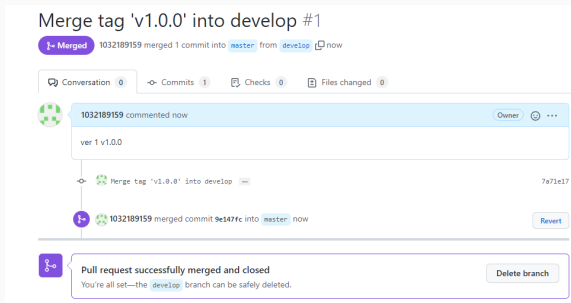 Merge tag 'v1.0.0' into develop #1
Merged 1032189159 merged 1 commit into master from develop now
Conversation 0 Commits 1 Checks 0 Files changed 0
1032189159 commented now Owner
ver 1 v1.0.0
Merge tag 'v1.0.0' into develop 7a71e17
1032189159 merged commit 9e147fc into master now Revert
Pull request successfully merged and closed
You're all set—the develop branch can be safely deleted.
Delete branch